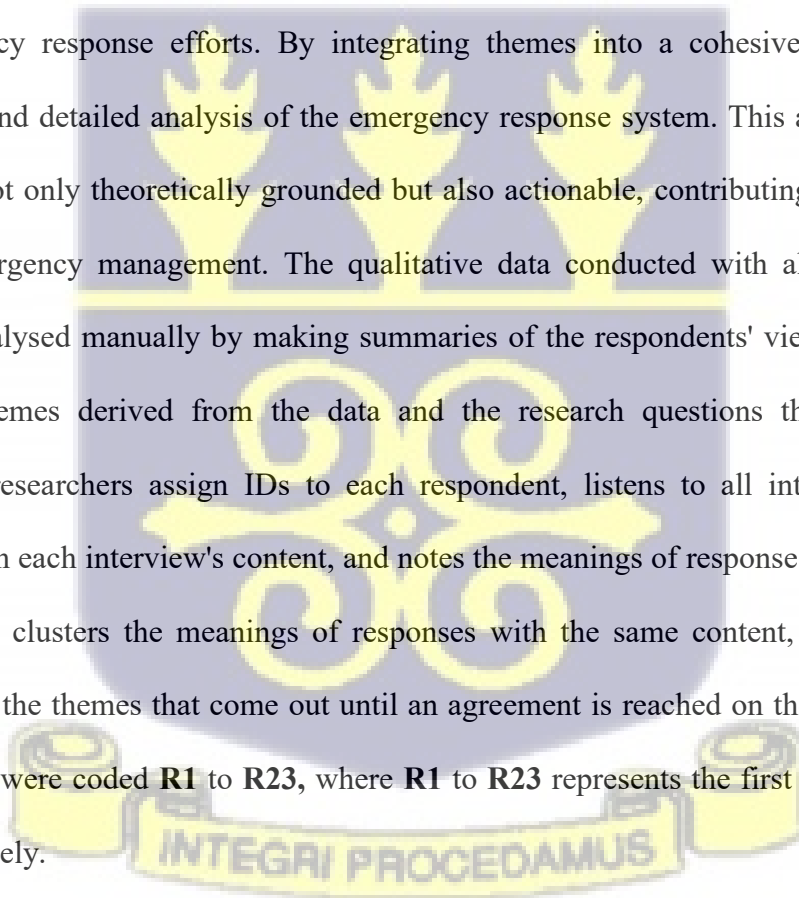 cy response efforts. By integrating themes into a cohesive
nd detailed analysis of the emergency response system. This a
ot only theoretically grounded but also actionable, contributing
rgency management. The qualitative data conducted with al
alysed manually by making summaries of the respondents' vie
emes derived from the data and the research questions th
researchers assign IDs to each respondent, listens to all int
n each interview's content, and notes the meanings of response
clusters the meanings of responses with the same content,
the themes that come out until an agreement is reached on th
were coded R1 to R23, where R1 to R23 represents the first
ely.
INTEGRI PROCEDAMUS